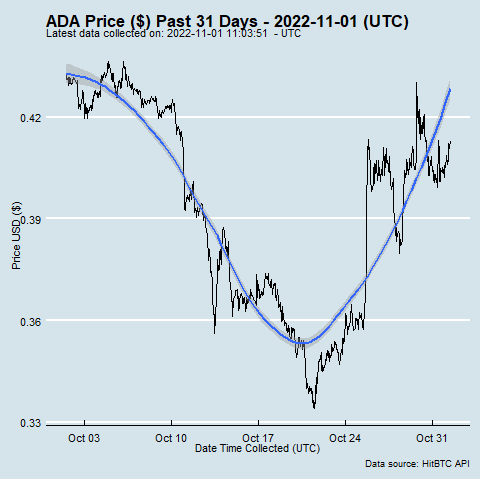 ADA Price ($) Past 31 Days - 2022-11-01 (UTC)
Latest data collected on: 2022-11-01 11:03:51 - UTC
0.42
0.39
0.36
0.33
Price USD ($)
Oct 03 Oct 10 Oct 17 Oct 24 Oct 31
Date Time Collected (UTC)
Data source: HitBTC API